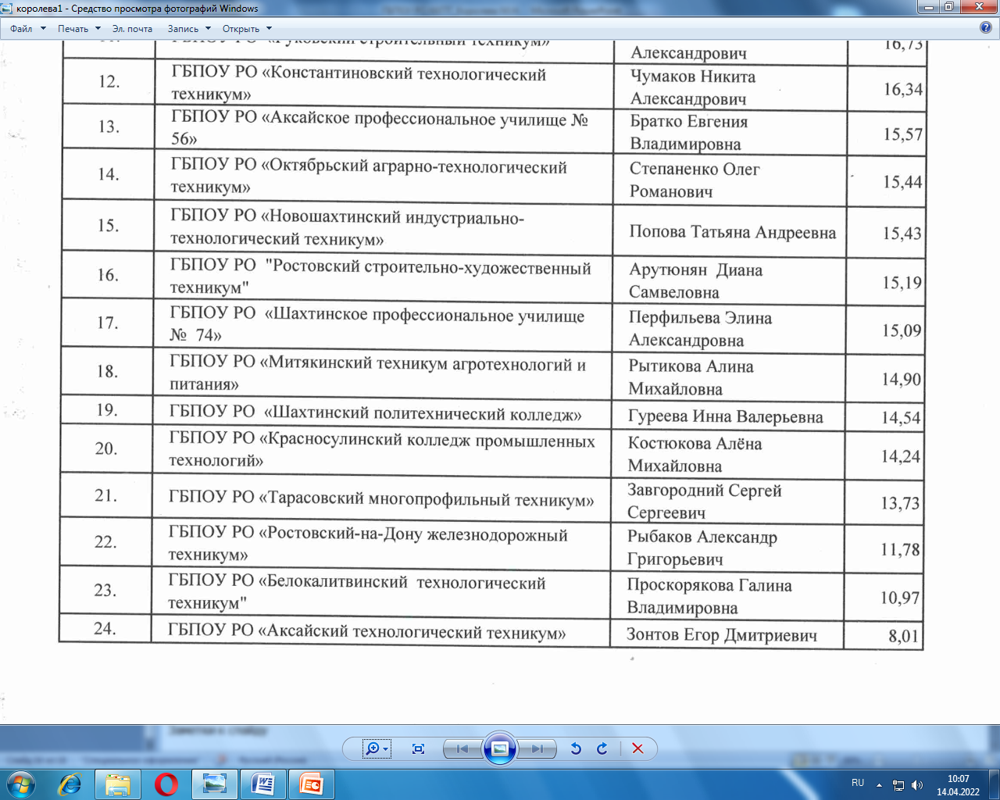 королева1 - Средство просмотра фотографий Windows
Файл Печать Эл. почта Запись Открыть
строительный техникум» 16,73
Александрович
12. ГБПОУ РО «Константиновский технологический техникум» Чумаков Никита Александрович 16,34
13. ГБПОУ РО «Аксайское профессиональное училище № 56» Братко Евгения Владимировна 15,57
14. ГБПОУ РО «Октябрьский аграрно-технологический техникум» Степаненко Олег Романович 15,44
15. ГБПОУ РО «Новошахтинский индустриально-технологический техникум» Попова Татьяна Андреевна 15,43
16. ГБПОУ РО "Ростовский строительно-художественный техникум" Арутюнян Диана Самвеловна 15,19
17. ГБПОУ РО «Шахтинское профессиональное училище № 74» Перфильева Элина Александровна 15,09
18. ГБПОУ РО «Митякинский техникум агротехнологий и питания» Рытикова Алина Михайловна 14,90
19. ГБПОУ РО «Шахтинский политехнический колледж» Гуреева Инна Валерьевна 14,54
20. ГБПОУ РО «Красносулинский колледж промышленных технологий» Костюкова Алёна Михайловна 14,24
21. ГБПОУ РО «Тарасовский многопрофильный техникум» Завгородний Сергей Сергеевич 13,73
22. ГБПОУ РО «Ростовский-на-Дону железнодорожный техникум» Рыбаков Александр Григорьевич 11,78
23. ГБПОУ РО «Белокалитвинский технологический техникум" Проскорякова Галина Владимировна 10,97
24. ГБПОУ РО «Аксайский технологический техникум» Зонтов Егор Дмитриевич 8,01
Заметки к слайду
RU 10:07
14.04.2022